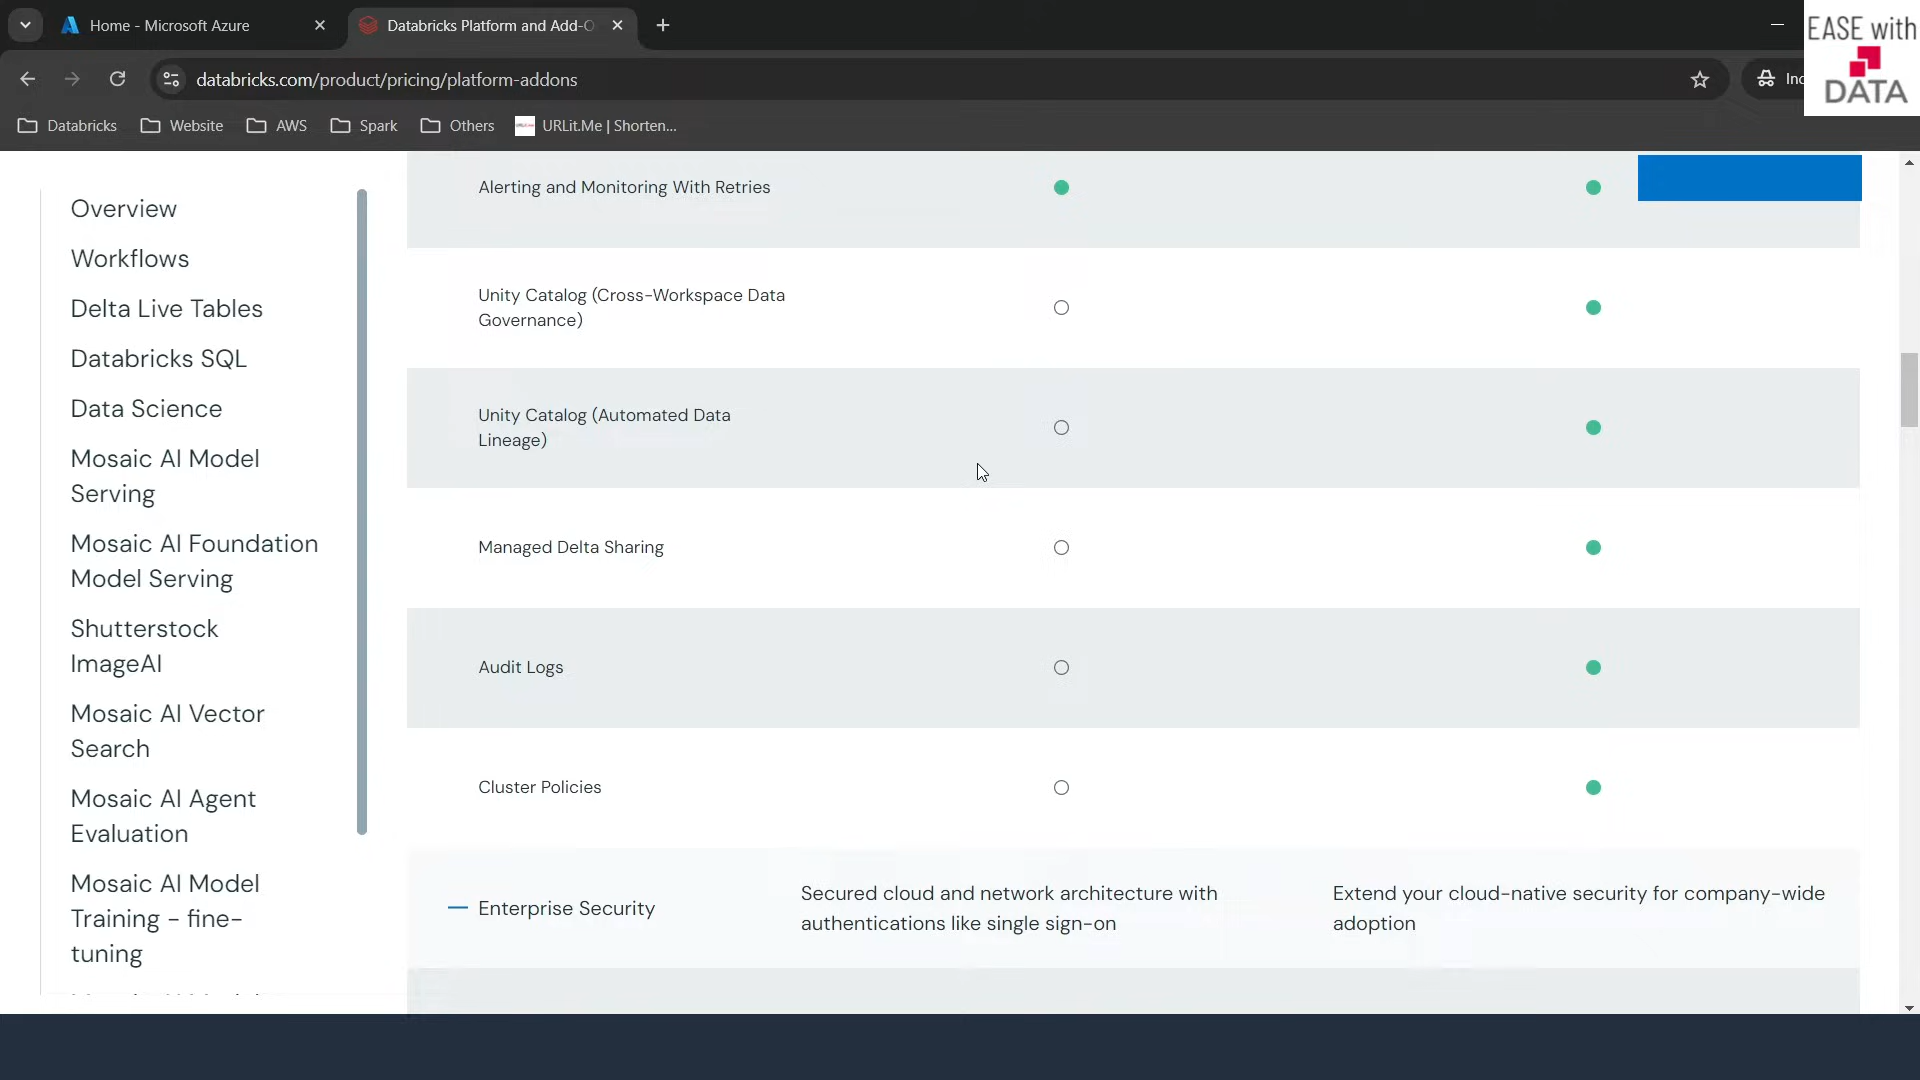 Home - Microsoft Azure
Databricks Platform and Add-O
EASE with
DATA
databricks.com/product/pricing/platform-addons
Databricks
Website
AWS
Spark
Others
URLit.Me | Shorten...
Overview
Workflows
Delta Live Tables
Databricks SQL
Data Science
Mosaic AI Model
Serving
Mosaic AI Foundation
Model Serving
Shutterstock
ImageAI
Mosaic AI Vector
Search
Mosaic AI Agent
Evaluation
Mosaic AI Model
Training - fine-
tuning
Alerting and Monitoring With Retries
Unity Catalog (Cross-Workspace Data
Governance)
Unity Catalog (Automated Data
Lineage)
Managed Delta Sharing
Audit Logs
Cluster Policies
Enterprise Security
Secured cloud and network architecture with
authentications like single sign-on
Extend your cloud-native security for company-wide
adoption